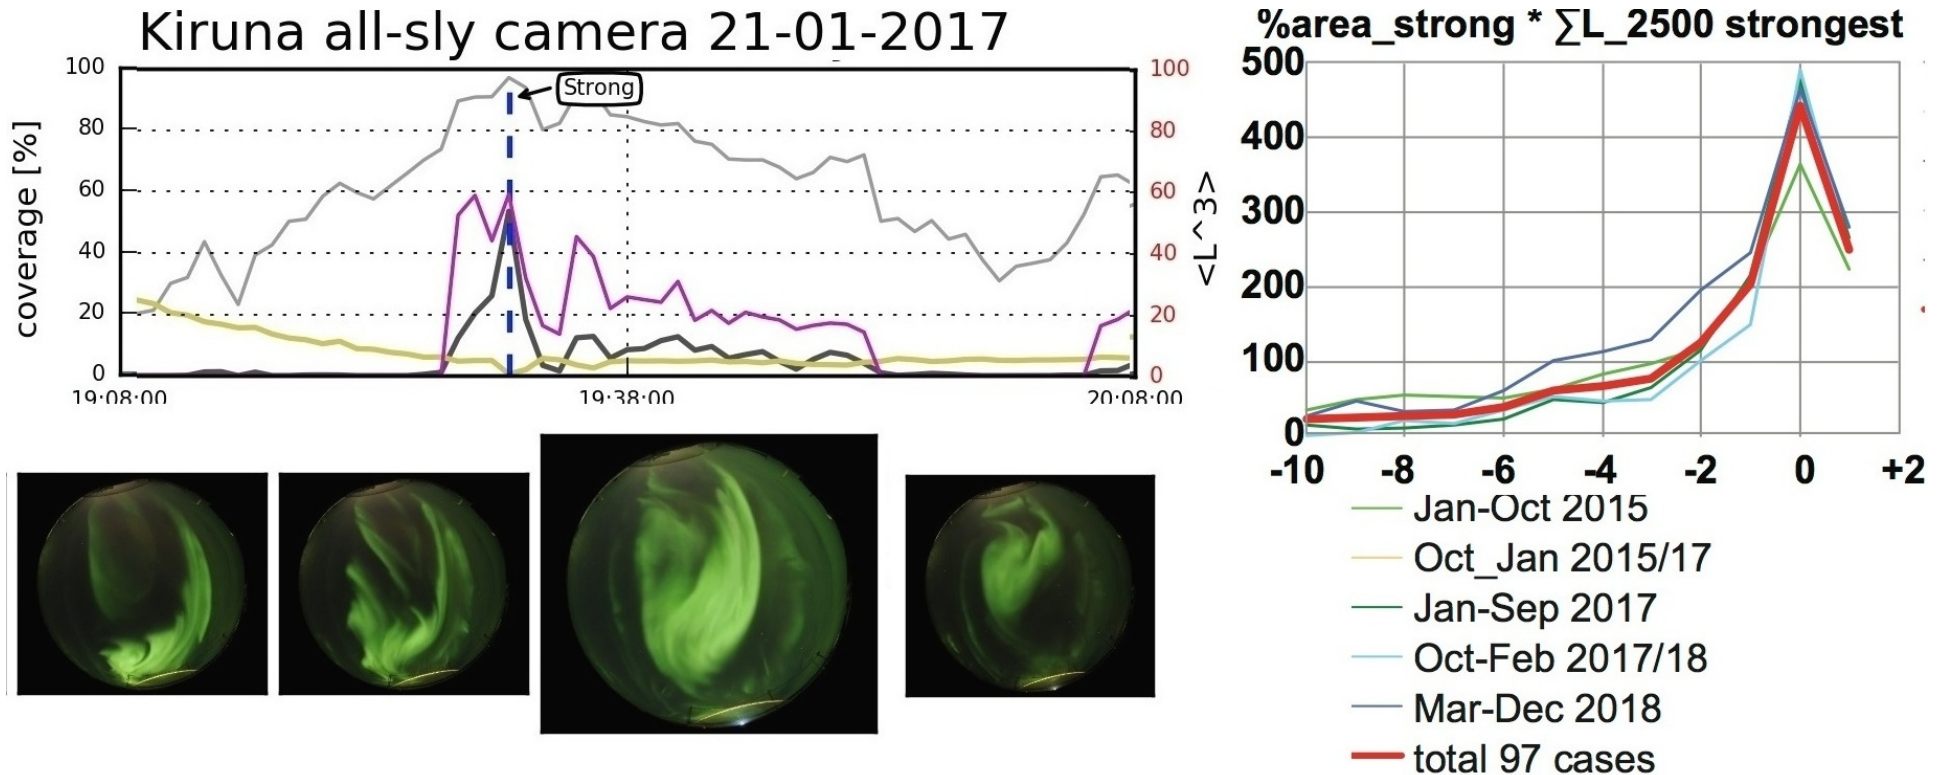 Kiruna all-sly camera 21-01-2017
coverage [%]
100
80
60
40
20
0
Strong
100
80
60
40
20
0
<L^3>
19:08:00
19:38:00
20:08:00
%area_strong * ∑L_2500 strongest
500
400
300
200
100
0
-10
-8
-6
-4
-2
0
+2
Jan-Oct 2015
Oct_Jan 2015/17
Jan-Sep 2017
Oct-Feb 2017/18
Mar-Dec 2018
total 97 cases